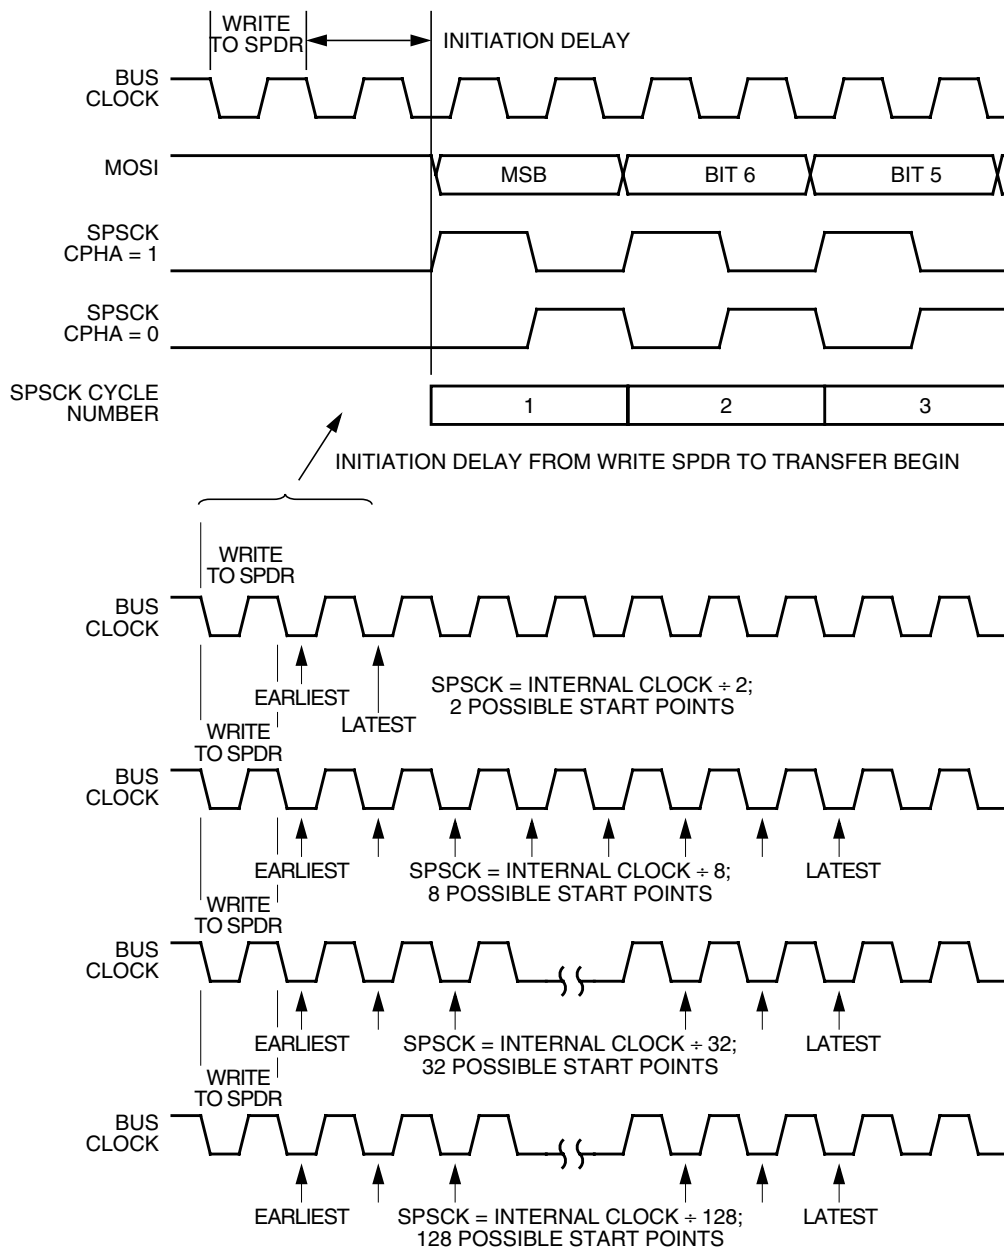 WRITE
TO SPDR
INITIATION DELAY
BUS
CLOCK
MOSI
MSB
BIT 6
BIT 5
SPSCK
CPHA = 1
SPSCK
CPHA = 0
SPSCK CYCLE
NUMBER
1
2
3
INITIATION DELAY FROM WRITE SPDR TO TRANSFER BEGIN
WRITE
TO SPDR
BUS
CLOCK
EARLIEST
LATEST
SPSCK = INTERNAL CLOCK ÷ 2;
2 POSSIBLE START POINTS
WRITE
TO SPDR
BUS
CLOCK
EARLIEST
SPSCK = INTERNAL CLOCK ÷ 8;
8 POSSIBLE START POINTS
LATEST
WRITE
TO SPDR
BUS
CLOCK
EARLIEST
SPSCK = INTERNAL CLOCK ÷ 32;
32 POSSIBLE START POINTS
LATEST
WRITE
TO SPDR
BUS
CLOCK
EARLIEST
SPSCK = INTERNAL CLOCK ÷ 128;
128 POSSIBLE START POINTS
LATEST